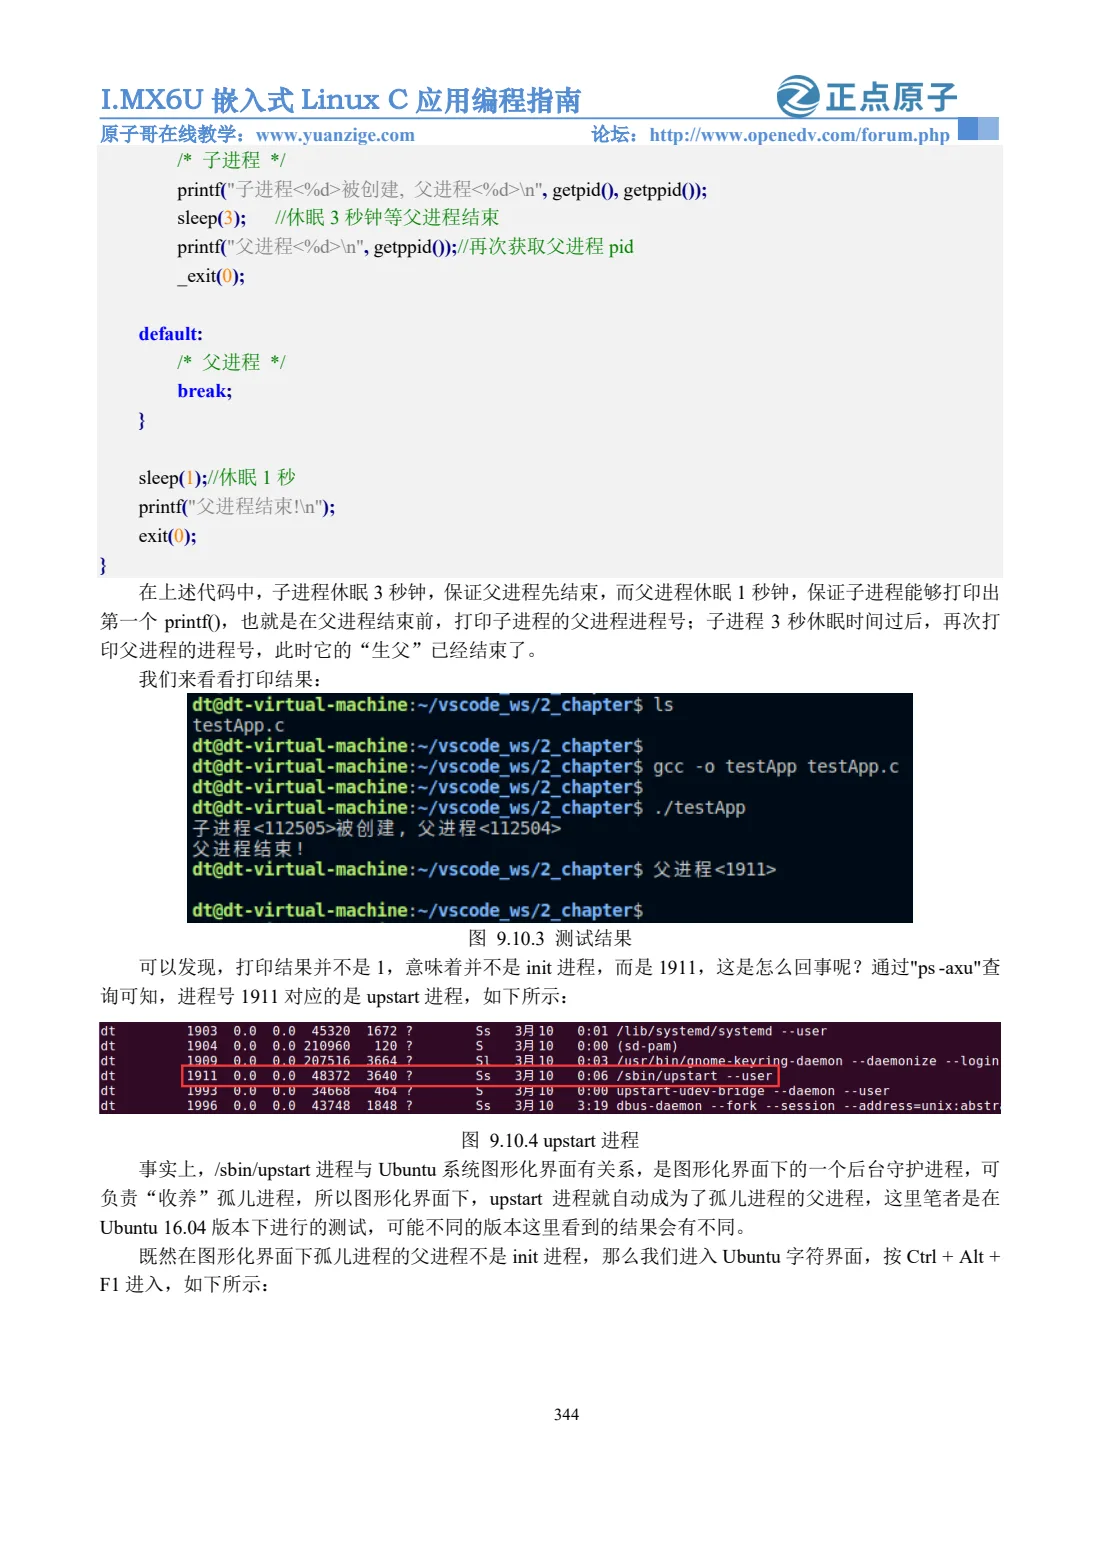 I.MX6U 嵌入式 Linux C 应用编程指南
正点原子
原子哥在线教学：www.yuanzige.com 论坛：http://www.openedv.com/forum.php
/* 子进程 */
printf("子进程<%d>被创建, 父进程<%d>\n", getpid(), getppid());
sleep(3); //休眠 3 秒钟等父进程结束
printf("父进程<%d>\n", getppid());//再次获取父进程 pid
_exit(0);
default:
/* 父进程 */
break;
}
sleep(1);//休眠 1 秒
printf("父进程结束!\n");
exit(0);
}
在上述代码中，子进程休眠 3 秒钟，保证父进程先结束，而父进程休眠 1 秒钟，保证子进程能够打印出
第一个 printf()，也就是在父进程结束前，打印子进程的父进程进程号；子进程 3 秒休眠时间过后，再次打
印父进程的进程号，此时它的“生父”已经结束了。
我们来看看打印结果：
dt@dt-virtual-machine:~/vscode_ws/2_chapter$ ls
testApp.c
dt@dt-virtual-machine:~/vscode_ws/2_chapter$
dt@dt-virtual-machine:~/vscode_ws/2_chapter$ gcc -o testApp testApp.c
dt@dt-virtual-machine:~/vscode_ws/2_chapter$
dt@dt-virtual-machine:~/vscode_ws/2_chapter$ ./testApp
子进程<112505>被创建, 父进程<112504>
父进程结束!
dt@dt-virtual-machine:~/vscode_ws/2_chapter$ 父进程<1911>
dt@dt-virtual-machine:~/vscode_ws/2_chapter$
图 9.10.3 测试结果
可以发现，打印结果并不是 1，意味着并不是 init 进程，而是 1911，这是怎么回事呢？通过"ps -axu"查
询可知，进程号 1911 对应的是 upstart 进程，如下所示：
dt 1903 0.0 0.0 45320 1672 ? Ss 3月10 0:01 /lib/systemd/systemd --user
dt 1904 0.0 0.0 210960 120 ? S 3月10 0:00 (sd-pam)
dt 1909 0.0 0.0 207516 3664 ? Sl 3月10 0:03 /usr/bin/gnome-keyring-daemon --daemonize --login
dt 1911 0.0 0.0 48372 3640 ? Ss 3月10 0:06 /sbin/upstart --user
dt 1993 0.0 0.0 34668 464 ? S 3月10 0:00 upstart-udev-bridge --daemon --user
dt 1996 0.0 0.0 43748 1848 ? Ss 3月10 3:19 dbus-daemon --fork --session --address=unix:abstr
图 9.10.4 upstart 进程
事实上，/sbin/upstart 进程与 Ubuntu 系统图形化界面有关系，是图形化界面下的一个后台守护进程，可
负责“收养”孤儿进程，所以图形化界面下，upstart 进程就自动成为了孤儿进程的父进程，这里笔者是在
Ubuntu 16.04 版本下进行的测试，可能不同的版本这里看到的结果会有不同。
既然在图形化界面下孤儿进程的父进程不是 init 进程，那么我们进入 Ubuntu 字符界面，按 Ctrl + Alt +
F1 进入，如下所示：
344